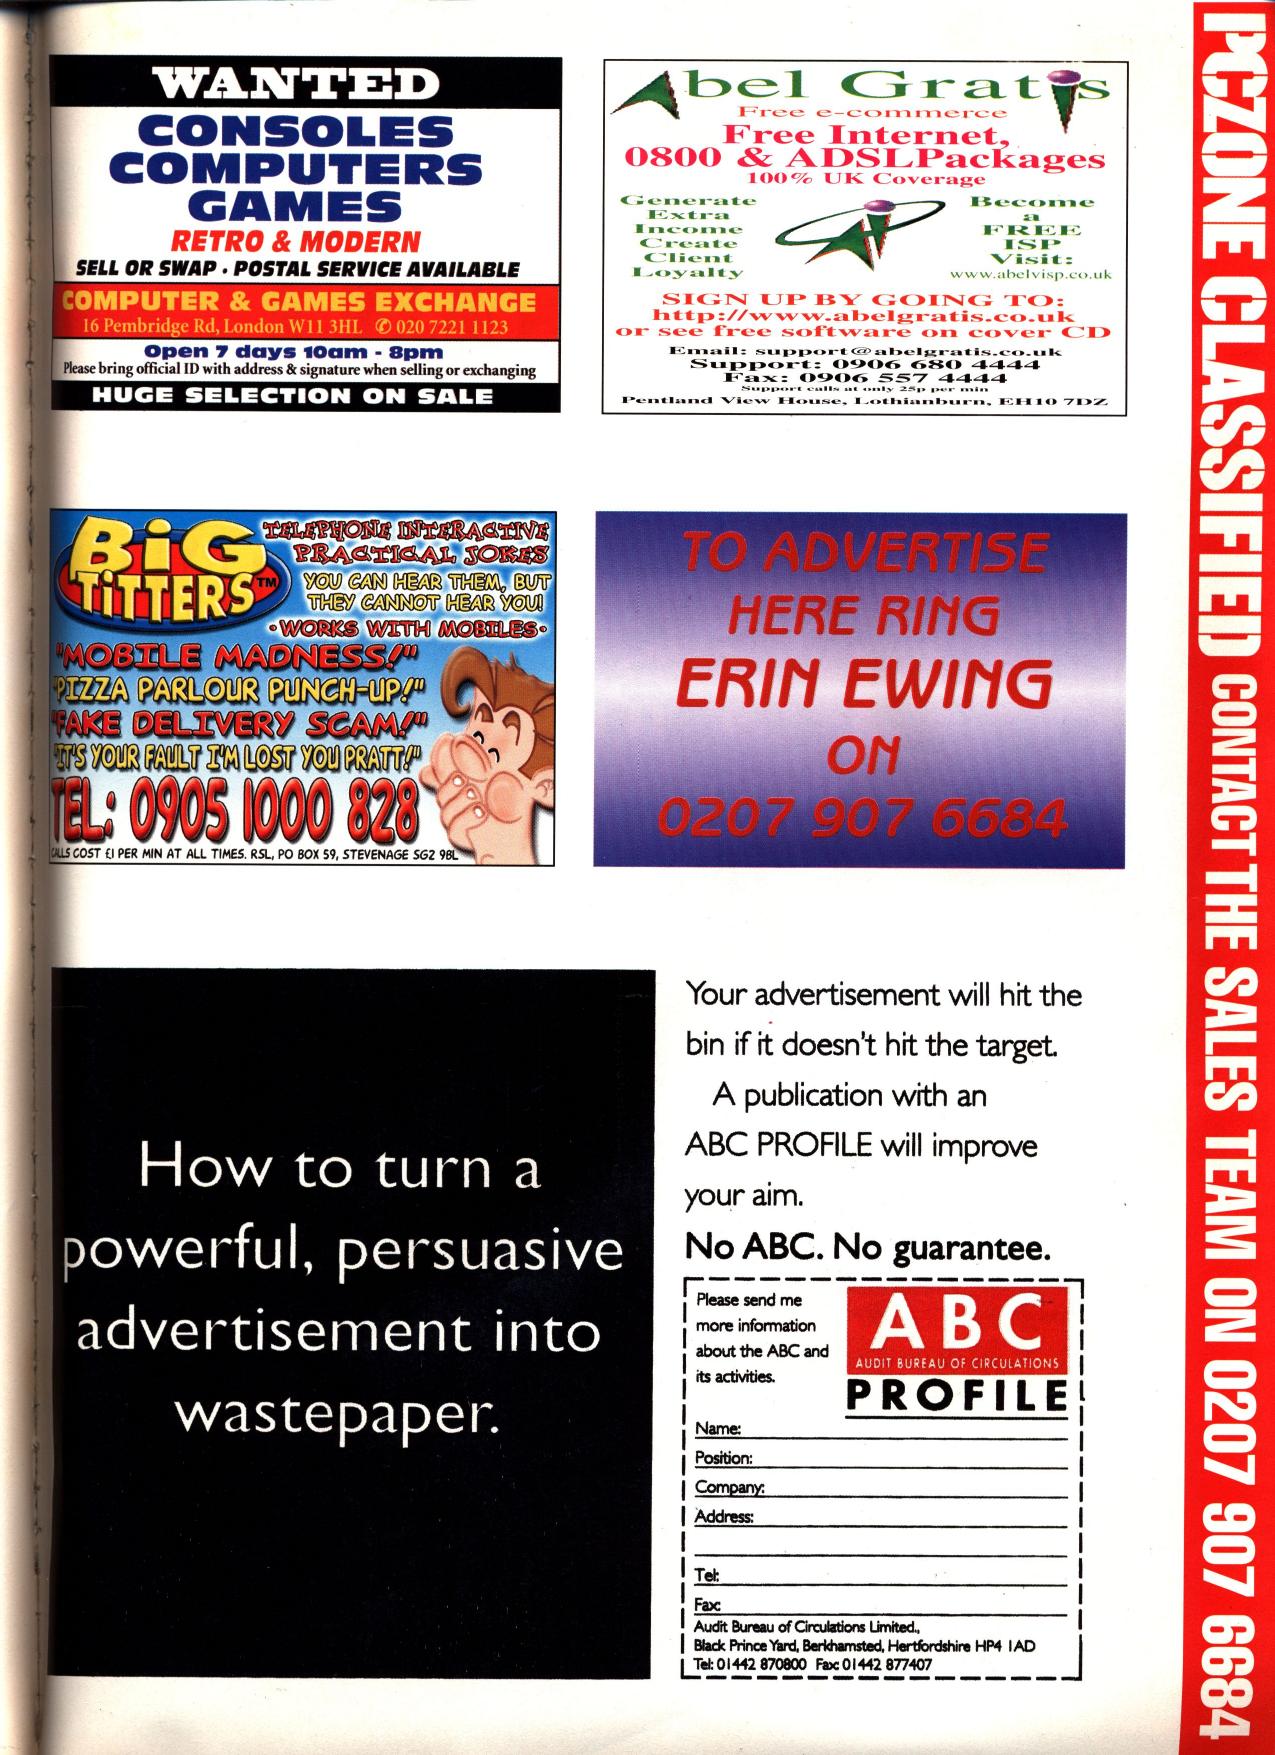 WANTED
CONSOLES
COMPUTERS
GAMES
RETRO & MODERN
SELL OR SWAP · POSTAL SERVICE AVAILABLE
COMPUTER & GAMES EXCHANGE
16 Pembridge Rd, London W11 3HL ✆ 020 7221 1123
Open 7 days 10am - 8pm
Please bring official ID with address & signature when selling or exchanging
HUGE SELECTION ON SALE
Abel Gratis
Free e-commerce
Free Internet,
0800 & ADSLPackages
100% UK Coverage
Generate
Extra
Income
Create
Client
Loyalty
Become
a
FREE
ISP
Visit:
www.abelvisp.co.uk
SIGN UP BY GOING TO:
http://www.abelgratis.co.uk
or see free software on cover CD
Email: support@abelgratis.co.uk
Support: 0906 680 4444
Fax: 0906 557 4444
Support calls at only 25p per min
Pentland View House, Lothianburn, EH10 7DZ
BiG
TiTTERS™
TELEPHONE INTERACTIVE
PRACTICAL JOKES
YOU CAN HEAR THEM, BUT
THEY CANNOT HEAR YOU!
•WORKS WITH MOBILES•
"MOBILE MADNESS!"
"PIZZA PARLOUR PUNCH-UP!"
"FAKE DELIVERY SCAM!"
"IT'S YOUR FAULT I'M LOST YOU PRATT!"
TEL: 0905 1000 828
CALLS COST £1 PER MIN AT ALL TIMES. RSL, PO BOX 59, STEVENAGE SG2 9BL
TO ADVERTISE
HERE RING
ERIN EWING
ON
0207 907 6684
How to turn a
powerful, persuasive
advertisement into
wastepaper.
Your advertisement will hit the
bin if it doesn't hit the target.
A publication with an
ABC PROFILE will improve
your aim.
No ABC. No guarantee.
Please send me
more information
about the ABC and
its activities.
ABC
AUDIT BUREAU OF CIRCULATIONS
PROFILE
Name:
Position:
Company:
Address:
Tel:
Fax:
Audit Bureau of Circulations Limited.,
Black Prince Yard, Berkhamsted, Hertfordshire HP4 1AD
Tel: 01442 870800 Fax: 01442 877407
PCZONE CLASSIFIED CONTACT THE SALES TEAM ON 0207 907 6684